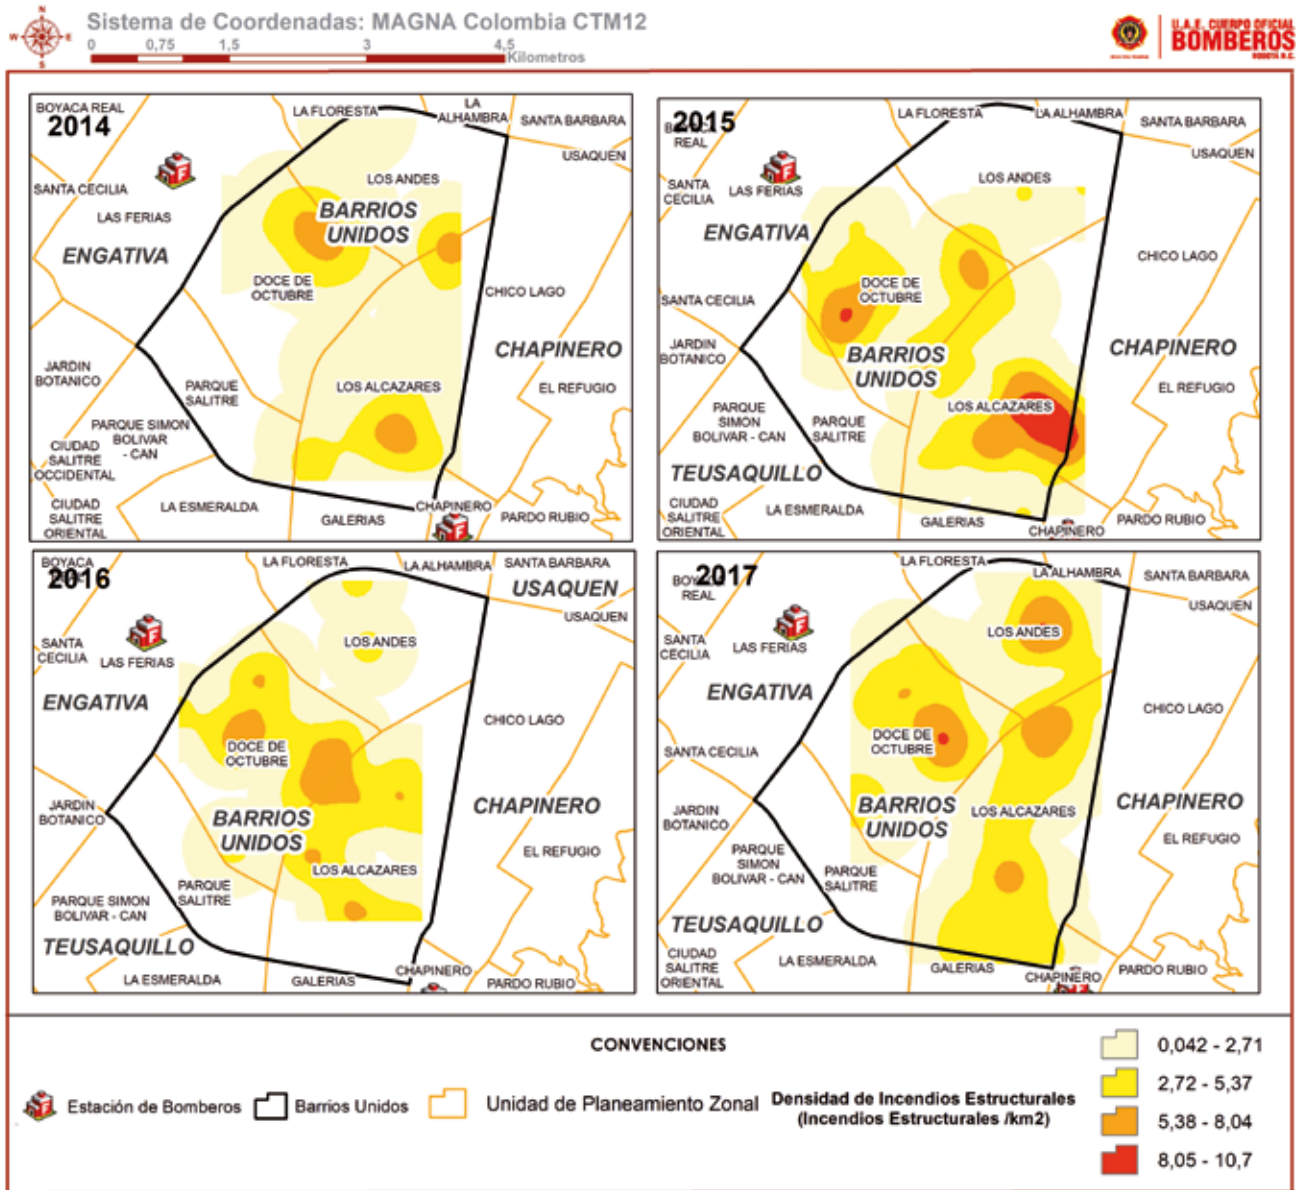 N
W E
S
Sistema de Coordenadas: MAGNA Colombia CTM12
0 0,75 1,5 3 4,5
Kilometros
U.A.E. CUERPO OFICIAL
BOMBEROS
BOGOTA D.C.
BOYACA REAL
2014
LA FLORESTA
LA
ALHAMBRA
SANTA BARBARA
USAQUEN
LOS ANDES
SANTA CECILIA
LAS FERIAS
BARRIOS
UNIDOS
ENGATIVA
DOCE DE
OCTUBRE
CHICO LAGO
CHAPINERO
JARDIN
BOTANICO
PARQUE
SALITRE
LOS ALCAZARES
EL REFUGIO
PARQUE SIMON
BOLIVAR
- CAN
CIUDAD
SALITRE
OCCIDENTAL
CIUDAD
SALITRE
ORIENTAL
LA ESMERALDA
GALERIAS
CHAPINERO
PARDO RUBIO
2015
REAL
LA FLORESTA
LA ALHAMBRA
SANTA BARBARA
USAQUEN
LOS ANDES
SANTA
CECILIA
LAS FERIAS
ENGATIVA
CHICO LAGO
DOCE DE
OCTUBRE
SANTA CECILIA
JARDIN
BOTANICO
BARRIOS
UNIDOS
CHAPINERO
EL REFUGIO
LOS ALCAZARES
PARQUE
SIMON
BOLIVAR - CAN
PARQUE
SALITRE
TEUSAQUILLO
CIUDAD
SALITRE
ORIENTAL
LA ESMERALDA
GALERIAS
CHAPINERO
PARDO RUBIO
BOYACA
2016
LA FLORESTA
LA ALHAMBRA
SANTA BARBARA
USAQUEN
USAQUEN
SANTA
CECILIA
LAS FERIAS
LOS ANDES
ENGATIVA
CHICO LAGO
DOCE DE
OCTUBRE
JARDIN
BOTANICO
BARRIOS
UNIDOS
CHAPINERO
EL REFUGIO
LOS ALCAZARES
PARQUE
SALITRE
PARQUE SIMON
BOLIVAR - CAN
TEUSAQUILLO
LA ESMERALDA
GALERIAS
CHAPINERO
PARDO RUBIO
2017
REAL
LA FLORESTA
LA ALHAMBRA
SANTA BARBARA
USAQUEN
LOS ANDES
SANTA
CECILIA
LAS FERIAS
ENGATIVA
CHICO LAGO
DOCE DE
OCTUBRE
SANTA CECILIA
JARDIN
BOTANICO
BARRIOS
UNIDOS
LOS ALCAZARES
CHAPINERO
EL REFUGIO
PARQUE
SIMON
BOLIVAR - CAN
PARQUE
SALITRE
TEUSAQUILLO
CIUDAD
SALITRE
ORIENTAL
LA ESMERALDA
GALERIAS
CHAPINERO
PARDO RUBIO
CONVENCIONES
Estación de Bomberos
Barrios Unidos
Unidad de Planeamiento Zonal
Densidad de Incendios Estructurales
(Incendios Estructurales /km2)
0,042 - 2,71
2,72 - 5,37
5,38 - 8,04
8,05 - 10,7